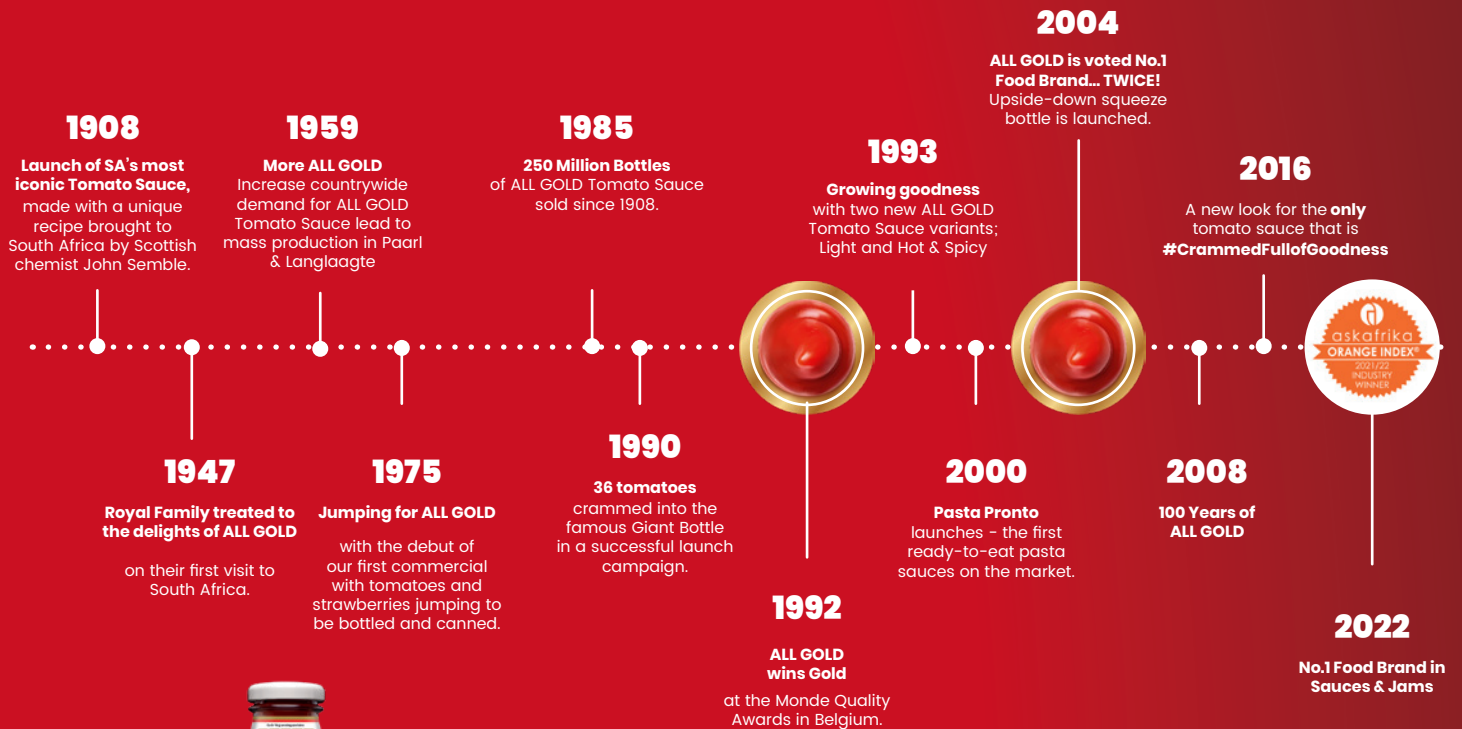 1908
Launch of SA's most
iconic Tomato Sauce,
made with a unique
recipe brought to
South Africa by Scottish
chemist John Semble.
1947
Royal Family treated to
the delights of ALL GOLD
on their first visit to
South Africa.
1959
More ALL GOLD
Increase countrywide
demand for ALL GOLD
Tomato Sauce lead to
mass production in Paarl
& Langlaagte
1975
Jumping for ALL GOLD
with the debut of
our first commercial
with tomatoes and
strawberries jumping to
be bottled and canned.
1985
250 Million Bottles
of ALL GOLD Tomato Sauce
sold since 1908.
1990
36 tomatoes
crammed into the
famous Giant Bottle
in a successful launch
campaign.
1992
ALL GOLD
wins Gold
at the Monde Quality
Awards in Belgium.
1993
Growing goodness
with two new ALL GOLD
Tomato Sauce variants;
Light and Hot & Spicy
2000
Pasta Pronto
launches - the first
ready-to-eat pasta
sauces on the market.
2004
ALL GOLD is voted No.1
Food Brand... TWICE!
Upside-down squeeze
bottle is launched.
2008
100 Years of
ALL GOLD
2016
A new look for the only
tomato sauce that is
#CrammedFullofGoodness
askafrika
ORANGE INDEX®
2021/22
INDUSTRY
WINNER
2022
No.1 Food Brand in
Sauces & Jams